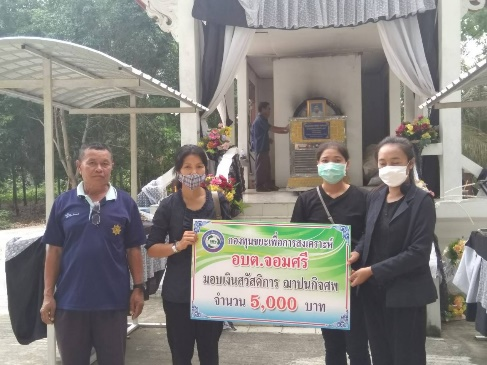 กองทุนขยะเพื่อการสงเคราะห์
อบต.จอมศรี
มอบเงินสวัสดิการ ฌาปนกิจศพ
จำนวน 5,000 บาท